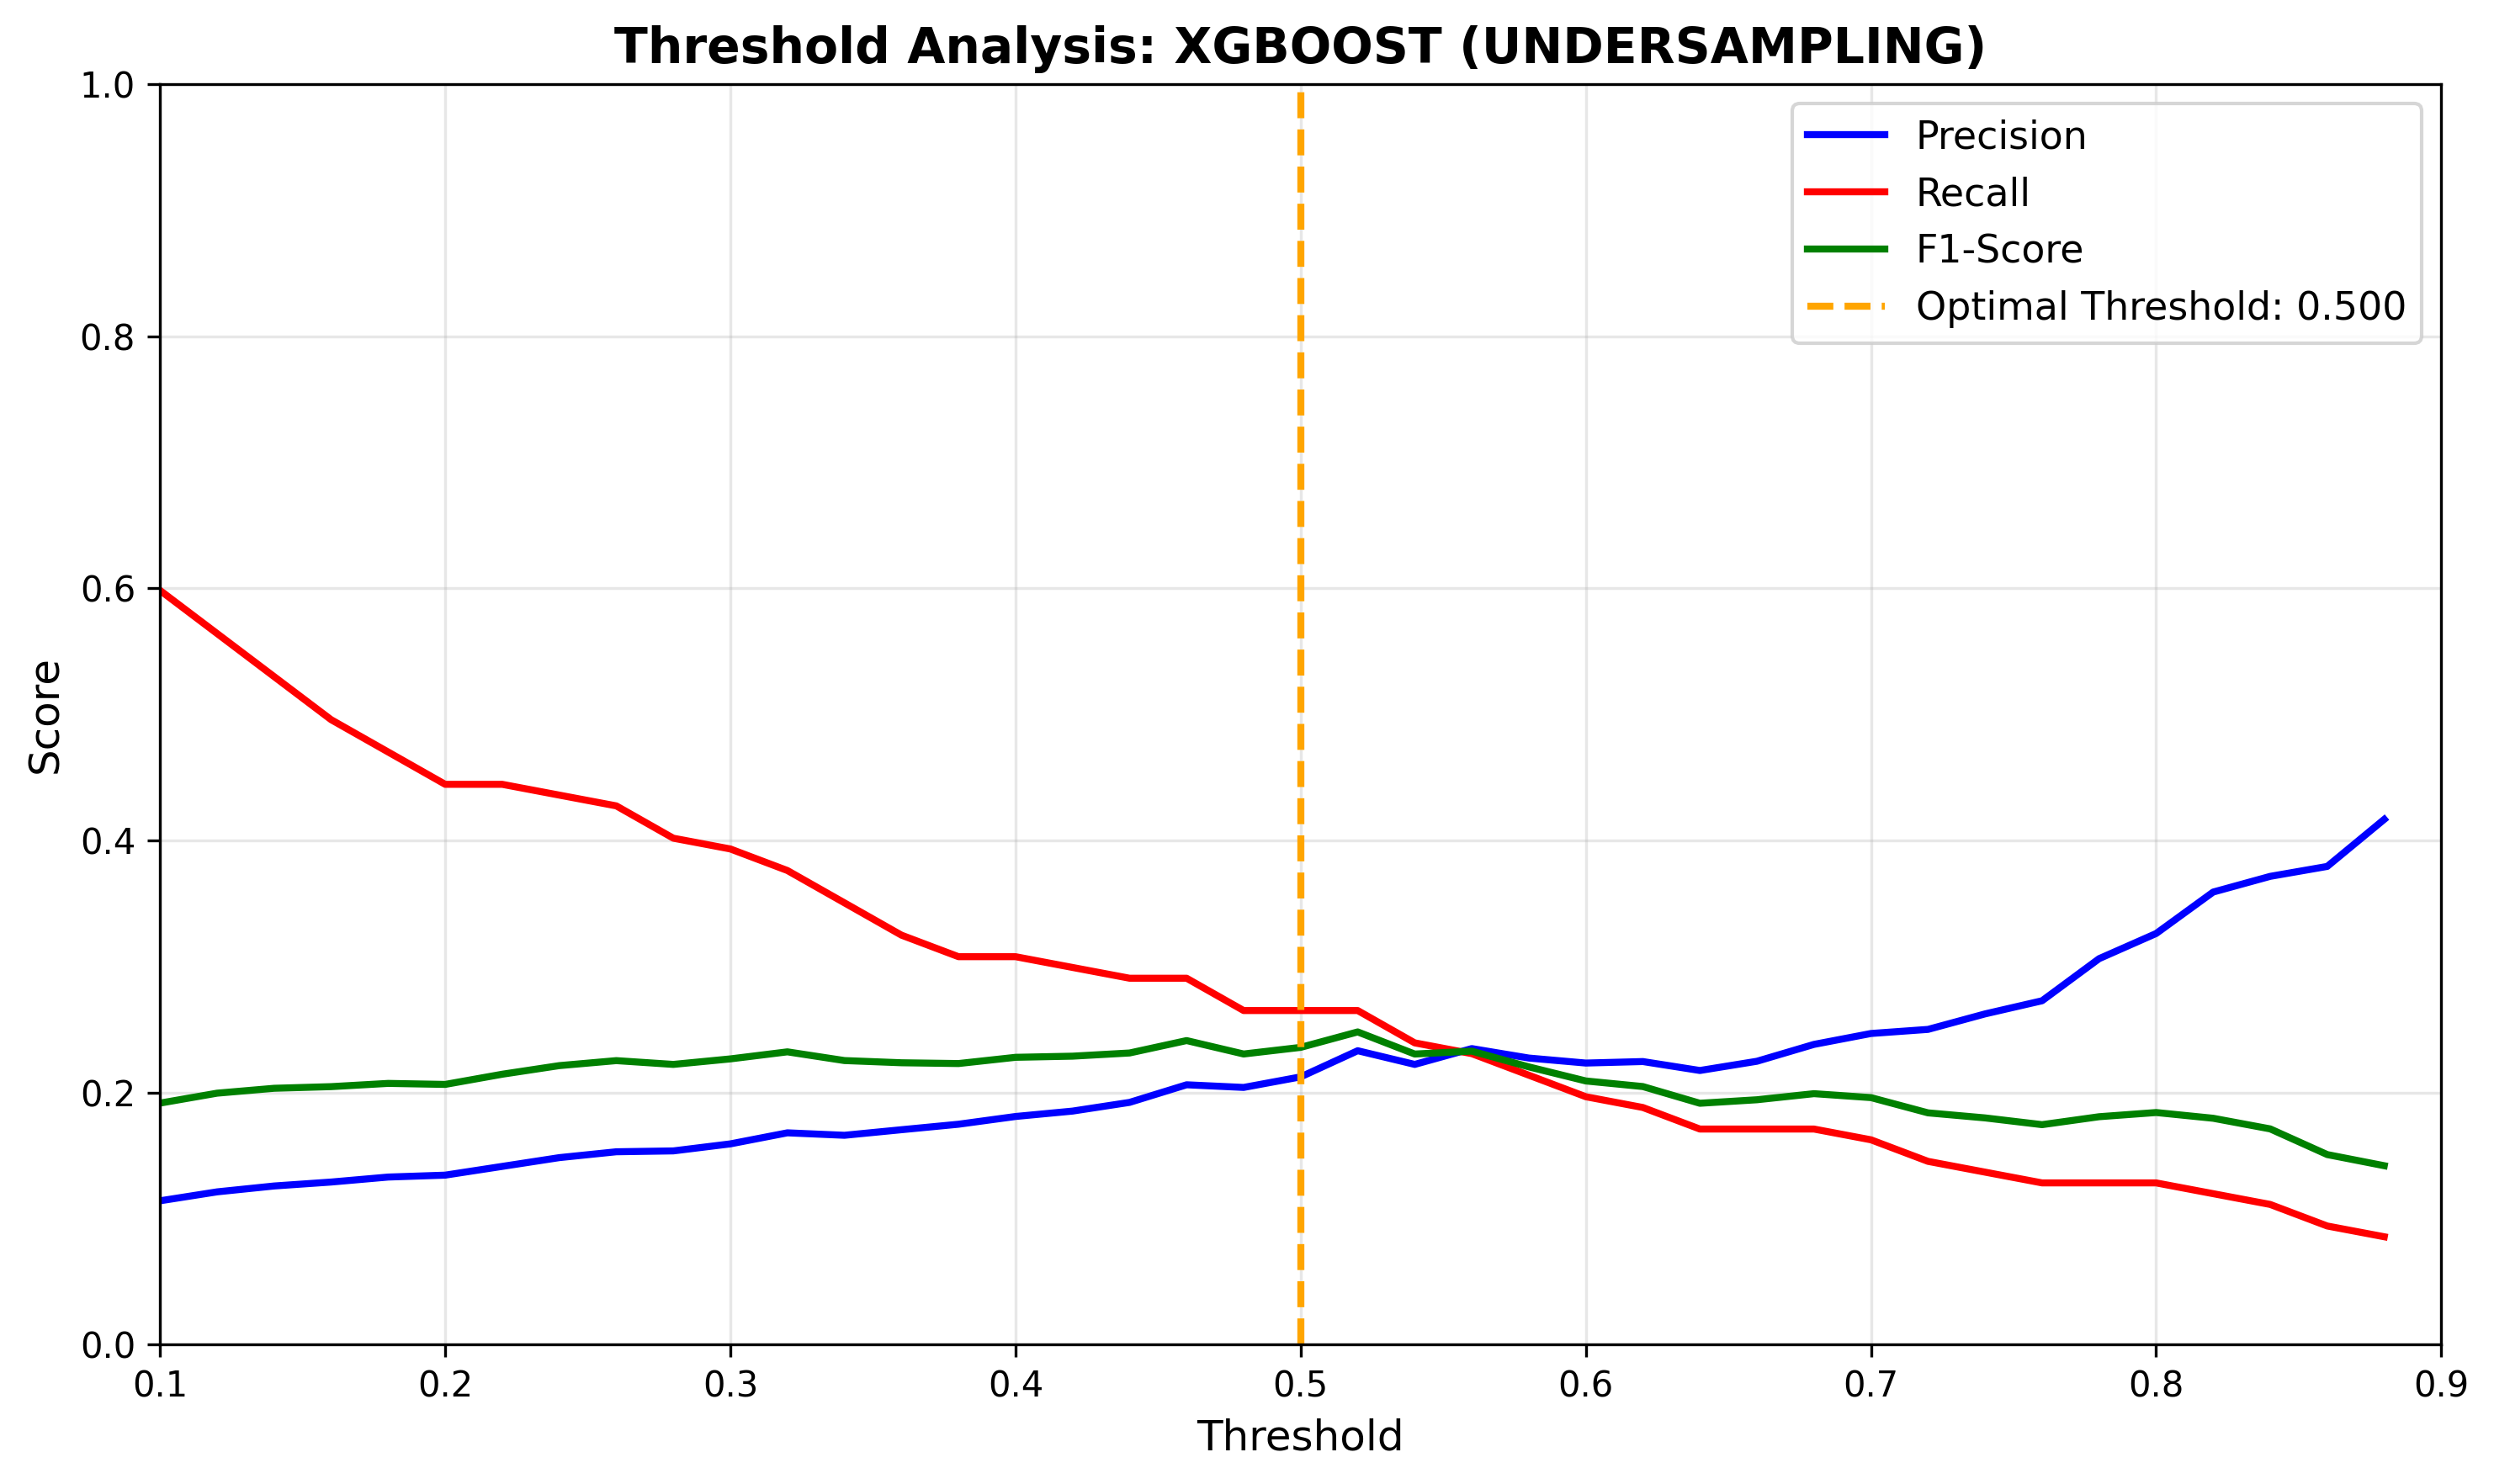 Threshold Analysis: XGBOOST (UNDERSAMPLING)
1.0
0.8
0.6
0.4
0.2
0.0
Score
Precision
Recall
F1-Score
Optimal Threshold: 0.500
0.1 0.2 0.3 0.4 0.5 0.6 0.7 0.8 0.9
Threshold